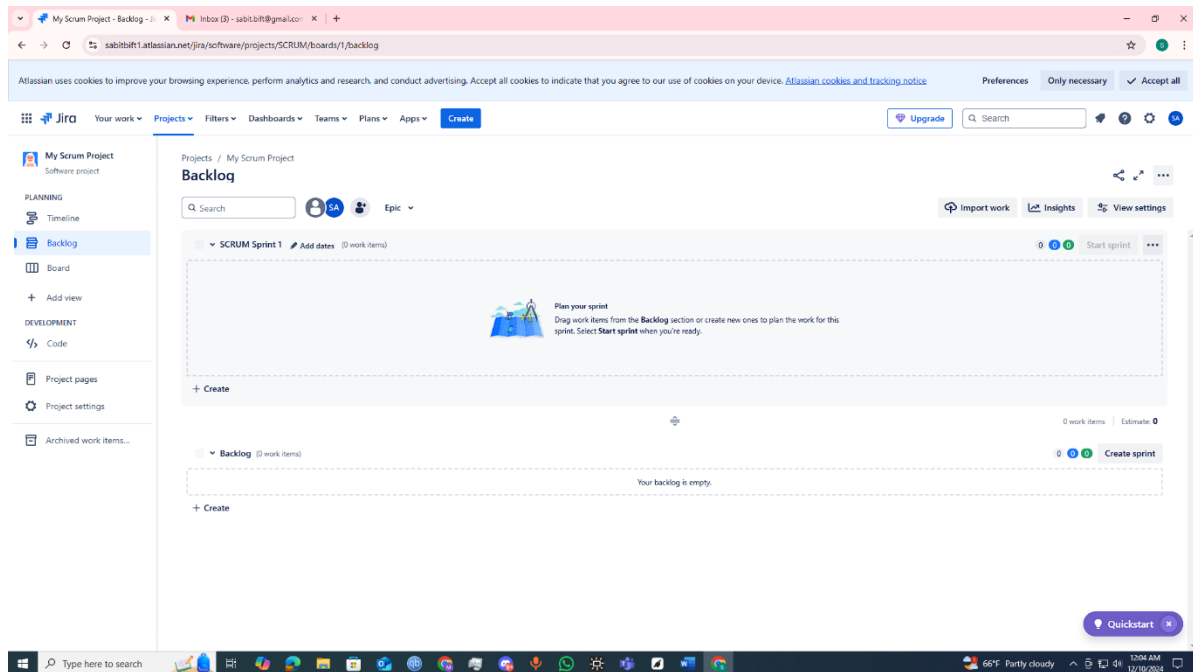 My Scrum Project - Backlog - Ji
Inbox (3) - sabit.bift@gmail.con
sabitbift1.atlassian.net/jira/software/projects/SCRUM/boards/1/backlog
S
Atlassian uses cookies to improve your browsing experience, perform analytics and research, and conduct advertising. Accept all cookies to indicate that you agree to our use of cookies on your device. Atlassian cookies and tracking notice
Preferences
Only necessary
Accept all
Jira
Your work
Projects
Filters
Dashboards
Teams
Plans
Apps
Create
Upgrade
Search
SA
My Scrum Project
Software project
PLANNING
Timeline
Backlog
Board
+ Add view
DEVELOPMENT
Code
Project pages
Project settings
Archived work items...
Projects / My Scrum Project
Backlog
Search
SA
Epic
Import work
Insights
View settings
SCRUM Sprint 1
Add dates
(0 work items)
0 0 0
Start sprint
Plan your sprint
Drag work items from the Backlog section or create new ones to plan the work for this
sprint. Select Start sprint when you're ready.
+ Create
0 work items
Estimate: 0
Backlog (0 work items)
0 0 0
Create sprint
Your backlog is empty.
+ Create
Quickstart
Type here to search
66°F Partly cloudy
12:04 AM
12/10/2024